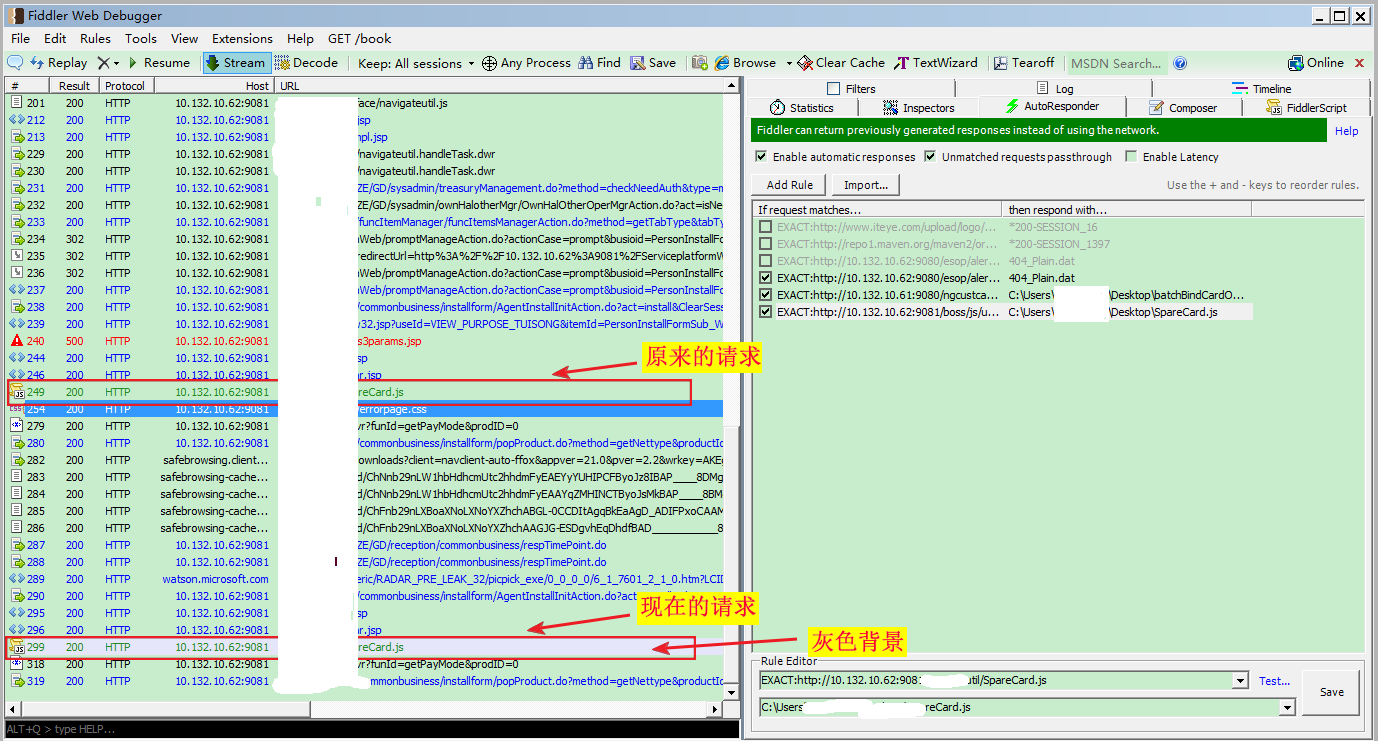 Fiddler Web Debugger
File Edit Rules Tools View Extensions Help GET /book
Replay Resume Stream Decode Keep: All sessions Any Process Find Save Browse Clear Cache TextWizard Tearoff MSDN Search... Online
# Result Protocol Host URL
201 200 HTTP 10.132.10.62:9081 face/navigateutil.js
212 200 HTTP 10.132.10.62:9081 jsp
213 200 HTTP 10.132.10.62:9081 npl.jsp
229 200 HTTP 10.132.10.62:9081 /navigateutil.handleTask.dwr
230 200 HTTP 10.132.10.62:9081 /navigateutil.handleTask.dwr
231 200 HTTP 10.132.10.62:9081 ZE/GD/sysadmin/treasuryManagement.do?method=checkNeedAuth&type=
232 200 HTTP 10.132.10.62:9081 ZE/GD/sysadmin/ownHalotherMgr/OwnHalOtherOperMgrAction.do?act=isNe
233 200 HTTP 10.132.10.62:9081 /funcItemManager/funcItemsManagerAction.do?method=getTabType&tabTy
234 302 HTTP 10.132.10.62:9081 nWeb/promptManageAction.do?actionCase=prompt&busioid=PersonInstallFo
235 302 HTTP 10.132.10.62:9081 redirectUrl=http%3A%2F%2F10.132.10.62%3A9081%2FServiceplatformW
236 302 HTTP 10.132.10.62:9081 nWeb/promptManageAction.do?actionCase=prompt&busioid=PersonInstallFo
237 200 HTTP 10.132.10.62:9081 nWeb/promptManageAction.do?actionCase=prompt&busioid=PersonInstallFo
238 200 HTTP 10.132.10.62:9081 /commonbusiness/installform/AgentInstallInitAction.do?act=install&ClearSess
239 200 HTTP 10.132.10.62:9081 w32.jsp?useId=VIEW_PURPOSE_TUISONG&itemId=PersonInstallFormSub_W
240 500 HTTP 10.132.10.62:9081 s3params.jsp
244 200 HTTP 10.132.10.62:9081 sp
246 200 HTTP 10.132.10.62:9081 ar.jsp
249 200 HTTP 10.132.10.62:9081 reCard.js
254 200 HTTP 10.132.10.62:9081 /errorpage.css
279 200 HTTP 10.132.10.62:9081 vr?funId=getPayMode&prodID=0
280 200 HTTP 10.132.10.62:9081 /commonbusiness/installform/popProduct.do?method=getNettype&productIc
282 200 HTTP safebrowsing.client... ownloads?client=navclient-auto-ffox&appver=21.0&pver=2.2&wrkey=AKEg
283 200 HTTP safebrowsing-cache...
284 200 HTTP safebrowsing-cache...
285 200 HTTP safebrowsing-cache...
286 200 HTTP safebrowsing-cache...
287 200 HTTP 10.132.10.62:9081 ZE/GD/reception/commonbusiness/respTimePoint.do
288 200 HTTP 10.132.10.62:9081 ZE/GD/reception/commonbusiness/respTimePoint.do
289 200 HTTP watson.microsoft.com eric/RADAR_PRE_LEAK_32/picpick_exe/0_0_0_0/6_1_7601_2_1_0.htm?LCID
290 200 HTTP 10.132.10.62:9081 /commonbusiness/installform/AgentInstallInitAction.do?act
295 200 HTTP 10.132.10.62:9081 sp
296 200 HTTP 10.132.10.62:9081 ar.jsp
299 200 HTTP 10.132.10.62:9081 reCard.js
318 200 HTTP 10.132.10.62:9081 vr?funId=getPayMode&prodID=0
319 200 HTTP 10.132.10.62:9081 mmonbusiness/installform/popProduct.do?method=getNettype&productIc
ALT+Q > type HELP...
原来的请求
现在的请求
灰色背景
Filters Log Timeline
Statistics Inspectors AutoResponder Composer FiddlerScript
Fiddler can return previously generated responses instead of using the network. Help
Enable automatic responses Unmatched requests passthrough Enable Latency
Add Rule Import... Use the + and - keys to reorder rules.
If request matches... then respond with...
EXACT:http://www.iteye.com/upload/logo/... *200-SESSION_16
EXACT:http://repo1.maven.org/maven2/or... *200-SESSION_1397
EXACT:http://10.132.10.62:9080/esop/aler... 404_Plain.dat
EXACT:http://10.132.10.62:9080/esop/aler... 404_Plain.dat
EXACT:http://10.132.10.61:9080/ngcustca... C:\Users \Desktop\batchBindCardO...
EXACT:http://10.132.10.62:9081/boss/js/u... C:\Users \Desktop\SpareCard.js
Rule Editor
EXACT:http://10.132.10.62:908 util/SpareCard.js Test...
Save
C:\Users reCard.js